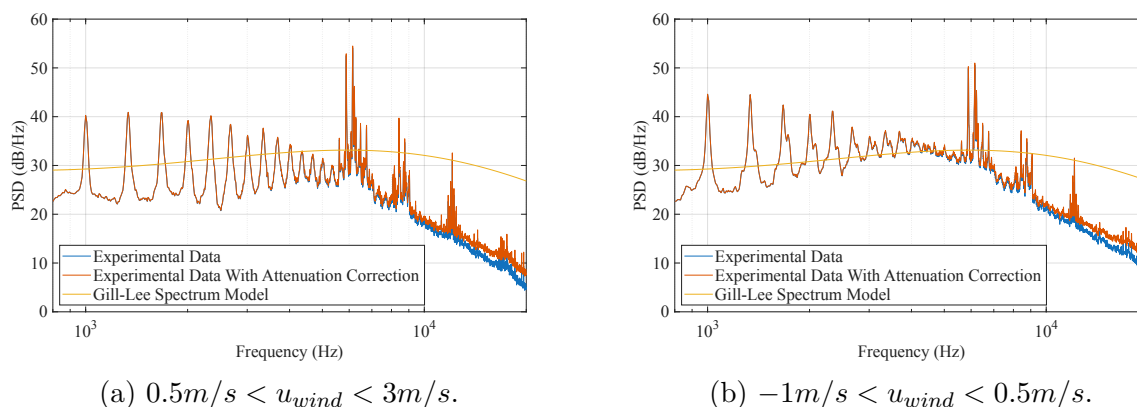 60
50
40
30
20
10
0
PSD (dB/Hz)
10³
10⁴
Frequency (Hz)
Experimental Data
Experimental Data With Attenuation Correction
Gill-Lee Spectrum Model
(a) 0.5m/s < u_wind < 3m/s.
60
50
40
30
20
10
0
PSD (dB/Hz)
10³
10⁴
Frequency (Hz)
Experimental Data
Experimental Data With Attenuation Correction
Gill-Lee Spectrum Model
(b) −1m/s < u_wind < 0.5m/s.